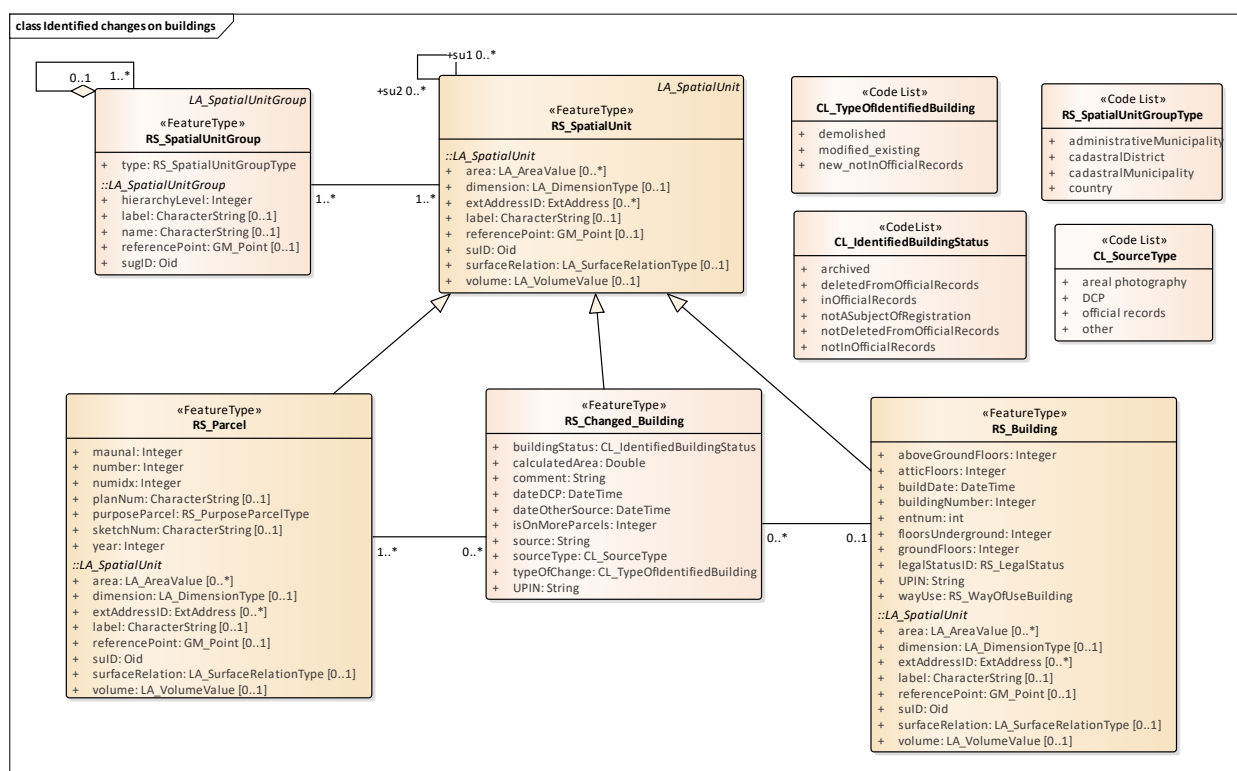 class Identified changes on buildings
0..1
1..*
LA_SpatialUnitGroup
«FeatureType»
RS_SpatialUnitGroup
+ type: RS_SpatialUnitGroupType
::LA_SpatialUnitGroup
+ hierarchyLevel: Integer
+ label: CharacterString [0..1]
+ name: CharacterString [0..1]
+ referencePoint: GM_Point [0..1]
+ sugID: Oid
1..*
1..*
+su1 0..*
+su2 0..*
LA_SpatialUnit
«FeatureType»
RS_SpatialUnit
::LA_SpatialUnit
+ area: LA_AreaValue [0..*]
+ dimension: LA_DimensionType [0..1]
+ extAddressID: ExtAddress [0..*]
+ label: CharacterString [0..1]
+ referencePoint: GM_Point [0..1]
+ suID: Oid
+ surfaceRelation: LA_SurfaceRelationType [0..1]
+ volume: LA_VolumeValue [0..1]
«Code List»
CL_TypeOfIdentifiedBuilding
+ demolished
+ modified_existing
+ new_notInOfficialRecords
«Code List»
RS_SpatialUnitGroupType
+ administrativeMunicipality
+ cadastralDistrict
+ cadastralMunicipality
+ country
«CodeList»
CL_IdentifiedBuildingStatus
+ archived
+ deletedFromOfficialRecords
+ inOfficialRecords
+ notASubjectOfRegistration
+ notDeletedFromOfficialRecords
+ notInOfficialRecords
«Code List»
CL_SourceType
+ areal photography
+ DCP
+ official records
+ other
«FeatureType»
RS_Parcel
+ maunal: Integer
+ number: Integer
+ numidx: Integer
+ planNum: CharacterString [0..1]
+ purposeParcel: RS_PurposeParcelType
+ sketchNum: CharacterString [0..1]
+ year: Integer
::LA_SpatialUnit
+ area: LA_AreaValue [0..*]
+ dimension: LA_DimensionType [0..1]
+ extAddressID: ExtAddress [0..*]
+ label: CharacterString [0..1]
+ referencePoint: GM_Point [0..1]
+ suID: Oid
+ surfaceRelation: LA_SurfaceRelationType [0..1]
+ volume: LA_VolumeValue [0..1]
1..*
0..*
«FeatureType»
RS_Changed_Building
+ buildingStatus: CL_IdentifiedBuildingStatus
+ calculatedArea: Double
+ comment: String
+ dateDCP: DateTime
+ dateOtherSource: DateTime
+ isOnMoreParcels: Integer
+ source: String
+ sourceType: CL_SourceType
+ typeOfChange: CL_TypeOfIdentifiedBuilding
+ UPIN: String
0..*
0..1
«FeatureType»
RS_Building
+ aboveGroundFloors: Integer
+ atticFloors: Integer
+ buildDate: DateTime
+ buildingNumber: Integer
+ entnum: int
+ floorsUnderground: Integer
+ groundFloors: Integer
+ legalStatusID: RS_LegalStatus
+ UPIN: String
+ wayUse: RS_WayOfUseBuilding
::LA_SpatialUnit
+ area: LA_AreaValue [0..*]
+ dimension: LA_DimensionType [0..1]
+ extAddressID: ExtAddress [0..*]
+ label: CharacterString [0..1]
+ referencePoint: GM_Point [0..1]
+ suID: Oid
+ surfaceRelation: LA_SurfaceRelationType [0..1]
+ volume: LA_VolumeValue [0..1]